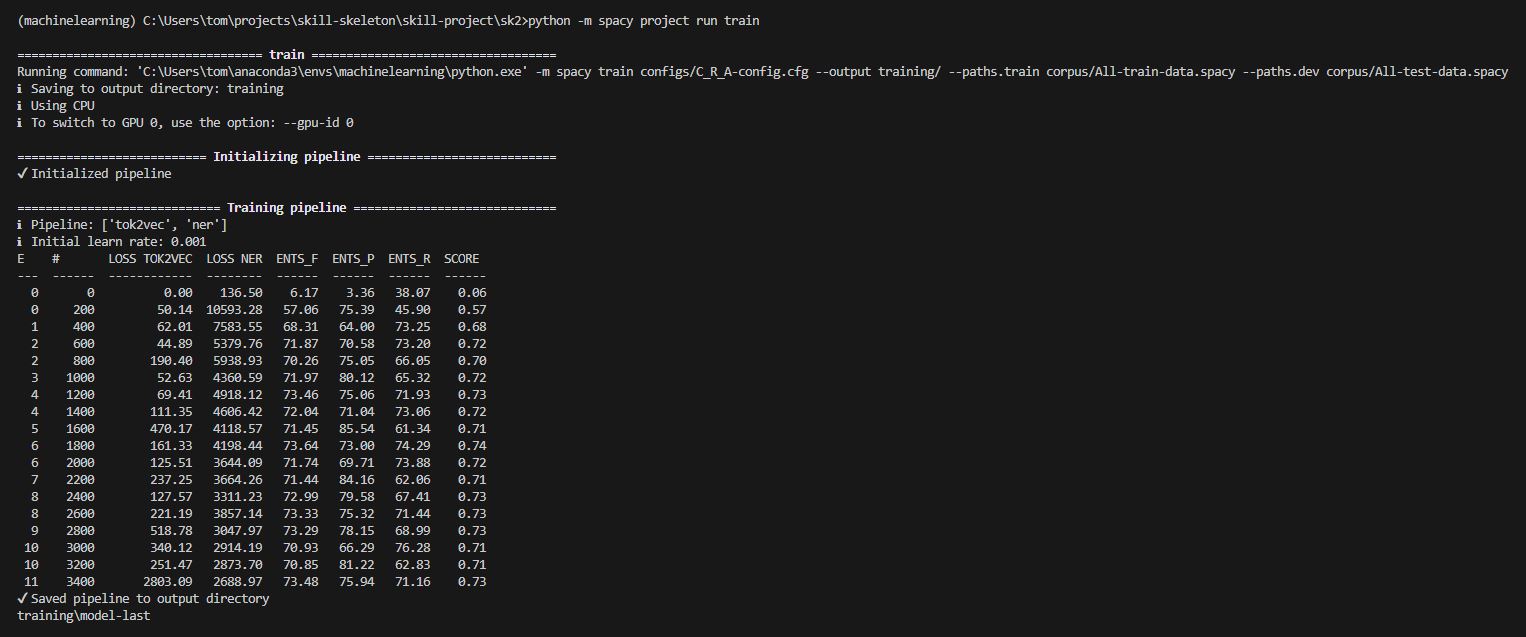 (machinelearning) C:\Users\tom\projects\skill-skeleton\skill-project\sk2>python -m spacy project run train
=================================== train ===================================
Running command: 'C:\Users\tom\anaconda3\envs\machinelearning\python.exe' -m spacy train configs/C_R_A-config.cfg --output training/ --paths.train corpus/All-train-data.spacy --paths.dev corpus/All-test-data.spacy
ℹ Saving to output directory: training
ℹ Using CPU
ℹ To switch to GPU 0, use the option: --gpu-id 0
=========================== Initializing pipeline ===========================
✔ Initialized pipeline
============================= Training pipeline =============================
ℹ Pipeline: ['tok2vec', 'ner']
ℹ Initial learn rate: 0.001
E    #       LOSS TOK2VEC  LOSS NER  ENTS_F  ENTS_P  ENTS_R  SCORE
---  ------  ------------  --------  ------  ------  ------  ------
  0       0          0.00    136.50    6.17    3.36   38.07    0.06
  0     200         50.14  10593.28   57.06   75.39   45.90    0.57
  1     400         62.01   7583.55   68.31   64.00   73.25    0.68
  2     600         44.89   5379.76   71.87   70.58   73.20    0.72
  2     800        190.40   5938.93   70.26   75.05   66.05    0.70
  3    1000         52.63   4360.59   71.97   80.12   65.32    0.72
  4    1200         69.41   4918.12   73.46   75.06   71.93    0.73
  4    1400        111.35   4606.42   72.04   71.04   73.06    0.72
  5    1600        470.17   4118.57   71.45   85.54   61.34    0.71
  6    1800        161.33   4198.44   73.64   73.00   74.29    0.74
  6    2000        125.51   3644.09   71.74   69.71   73.88    0.72
  7    2200        237.25   3664.26   71.44   84.16   62.06    0.71
  8    2400        127.57   3311.23   72.99   79.58   67.41    0.73
  8    2600        221.19   3857.14   73.33   75.32   71.44    0.73
  9    2800        518.78   3047.97   73.29   78.15   68.99    0.73
 10    3000        340.12   2914.19   70.93   66.29   76.28    0.71
 10    3200        251.47   2873.70   70.85   81.22   62.83    0.71
 11    3400       2803.09   2688.97   73.48   75.94   71.16    0.73
✔ Saved pipeline to output directory
training\model-last